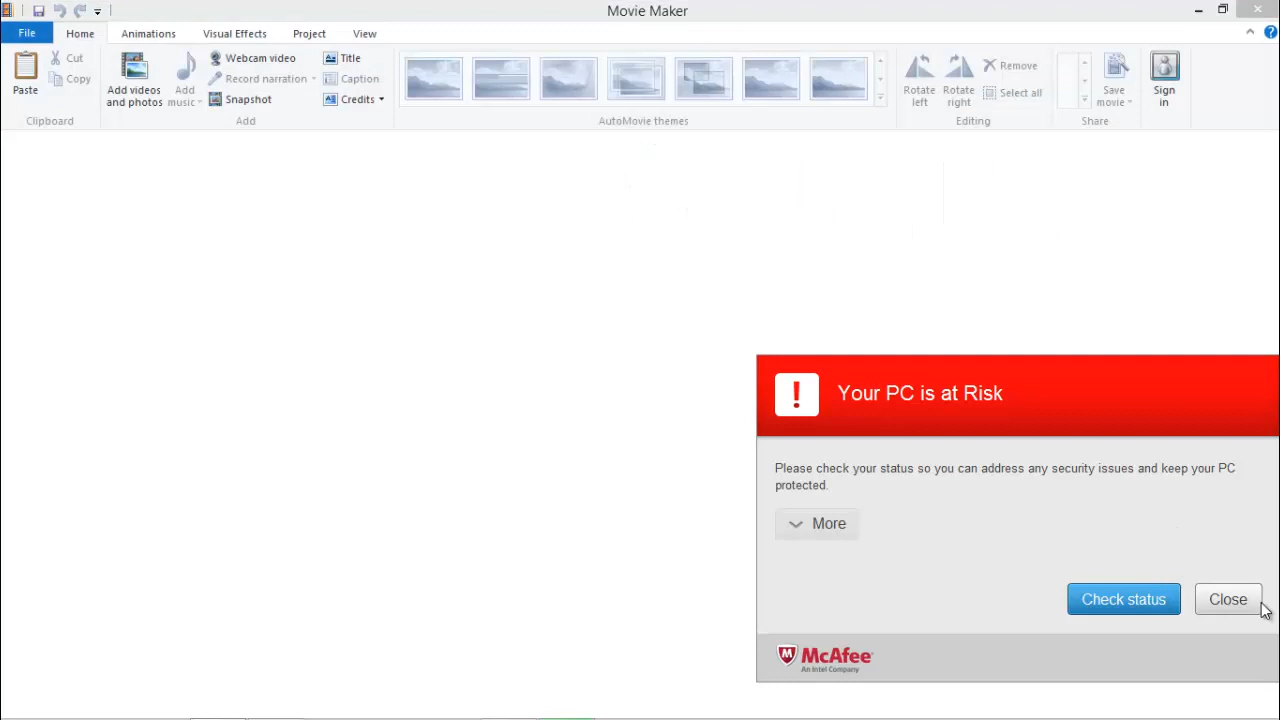 Movie Maker
File Home Animations Visual Effects Project View
Paste
Cut
Copy
Clipboard
Add videos
and photos
Add
music
Webcam video
Record narration
Snapshot
Title
Caption
Credits
Add
AutoMovie themes
Rotate
left
Rotate
right
Remove
Select all
Editing
Save
movie
Share
Sign
in
Your PC is at Risk
Please check your status so you can address any security issues and keep your PC
protected.
More
Check status Close
McAfee
An Intel Company